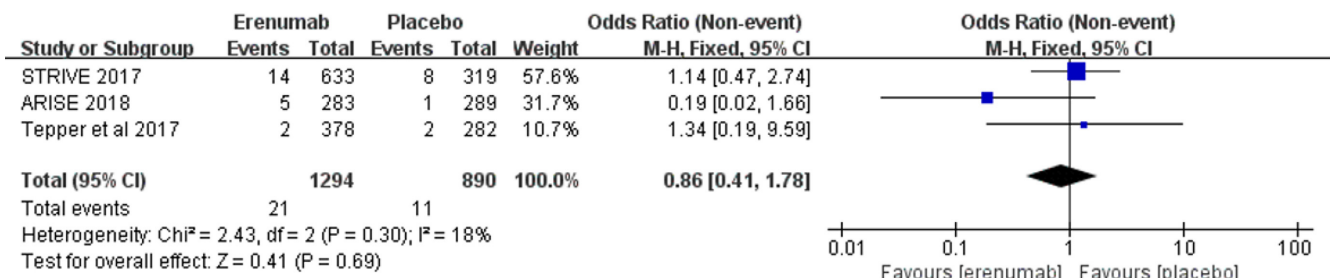 Erenumab Placebo Odds Ratio (Non-event) Odds Ratio (Non-event)
Study or Subgroup Events Total Events Total Weight M-H, Fixed, 95% CI M-H, Fixed, 95% CI
STRIVE 2017 14 633 8 319 57.6% 1.14 [0.47, 2.74]
ARISE 2018 5 283 1 289 31.7% 0.19 [0.02, 1.66]
Tepper et al 2017 2 378 2 282 10.7% 1.34 [0.19, 9.59]
Total (95% CI) 1294 890 100.0% 0.86 [0.41, 1.78]
Total events 21 11
Heterogeneity: Chi² = 2.43, df = 2 (P = 0.30); I² = 18%
Test for overall effect: Z = 0.41 (P = 0.69)
0.01 0.1 1 10 100
Favours [erenumab] Favours [placebo]